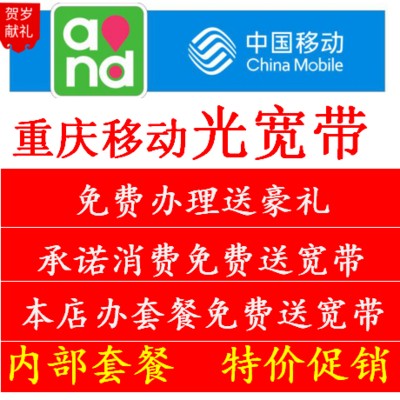 贺岁
献礼
and
中国移动
China Mobile
重庆移动光宽带
免费办理送豪礼
承诺消费免费送宽带
本店办套餐免费送宽带
内部套餐 特价促销